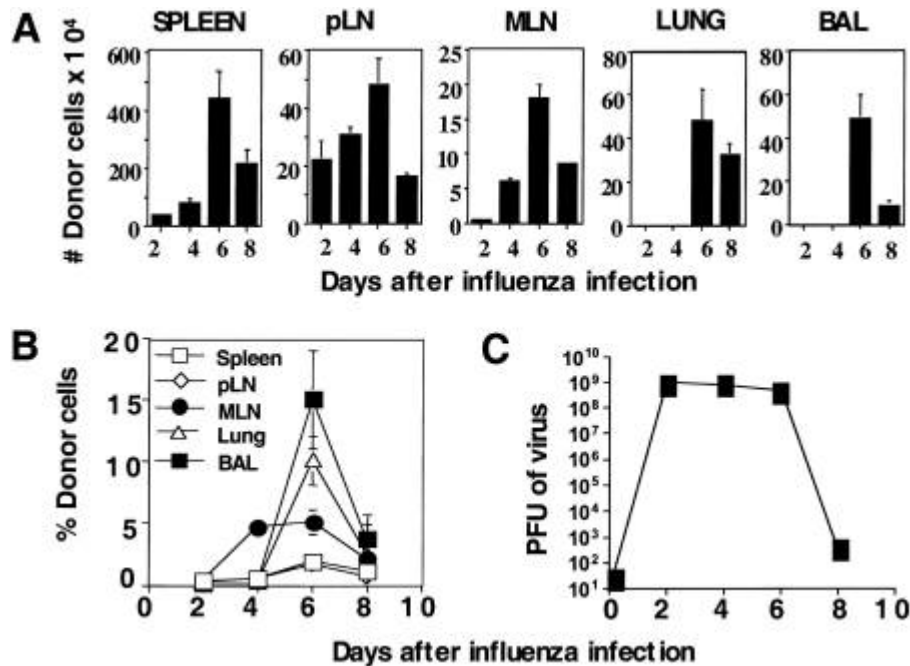 A
SPLEEN pLN MLN LUNG BAL
# Donor cells x 10⁴
600 400 200 0
60 40 20 0
25 20 15 10 5 0
80 60 40 20 0
80 60 40 20 0
2 4 6 8 2 4 6 8 2 4 6 8 2 4 6 8 2 4 6 8
Days after influenza infection
B
% Donor cells
20
15
10
5
0
Spleen
pLN
MLN
Lung
BAL
0 2 4 6 8 10
C
PFU of virus
10¹⁰
10⁹
10⁸
10³
10²
10¹
0 2 4 6 8 10
Days after influenza infection